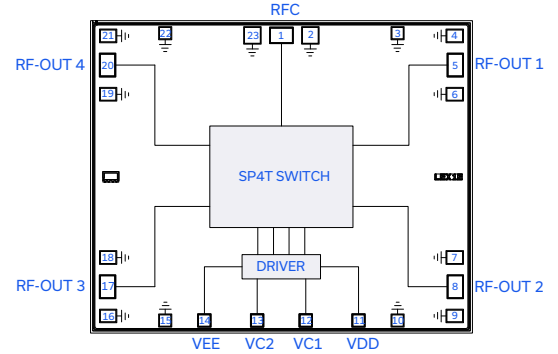 RFC
21 22 23 1 2 3 4
RF-OUT 4 20 5 RF-OUT 1
19 6
SP4T SWITCH
18 7
DRIVER
RF-OUT 3 17 8 RF-OUT 2
16 15 14 13 12 11 10 9
VEE VC2 VC1 VDD